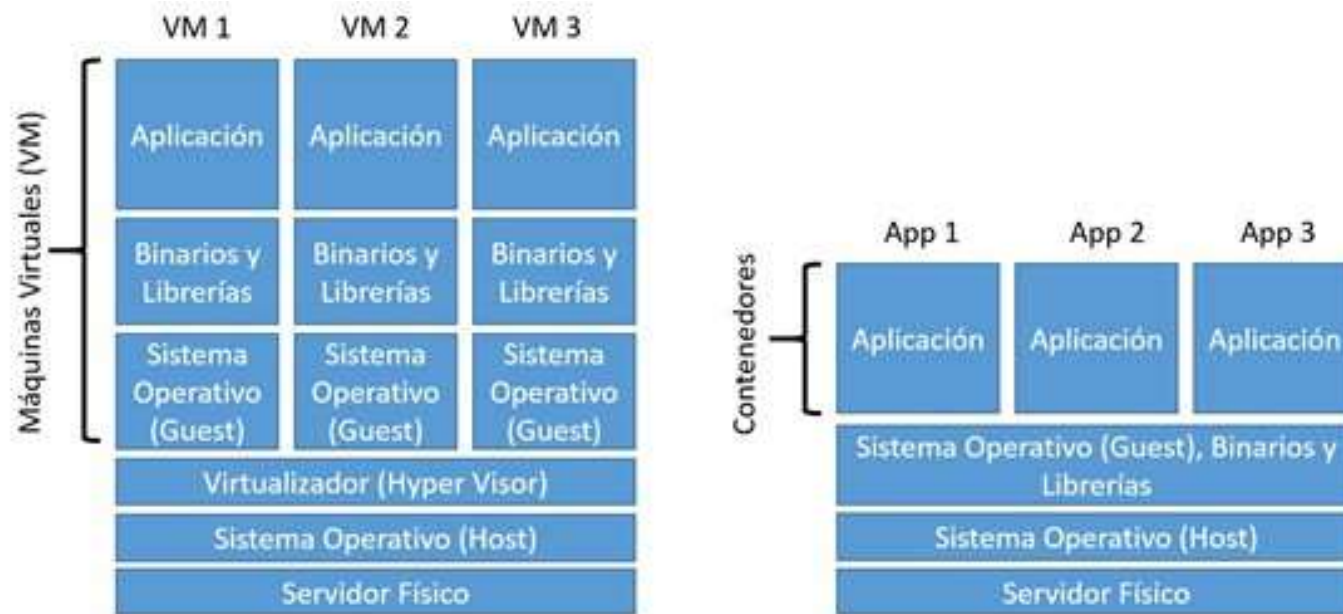 VM 1
VM 2
VM 3
Máquinas Virtuales (VM)
Aplicación
Aplicación
Aplicación
Binarios y
Librerías
Binarios y
Librerías
Binarios y
Librerías
Sistema
Operativo
(Guest)
Sistema
Operativo
(Guest)
Sistema
Operativo
(Guest)
Virtualizador (Hyper Visor)
Sistema Operativo (Host)
Servidor Físico
App 1
App 2
App 3
Contenedores
Aplicación
Aplicación
Aplicación
Sistema Operativo (Guest), Binarios y
Librerías
Sistema Operativo (Host)
Servidor Físico